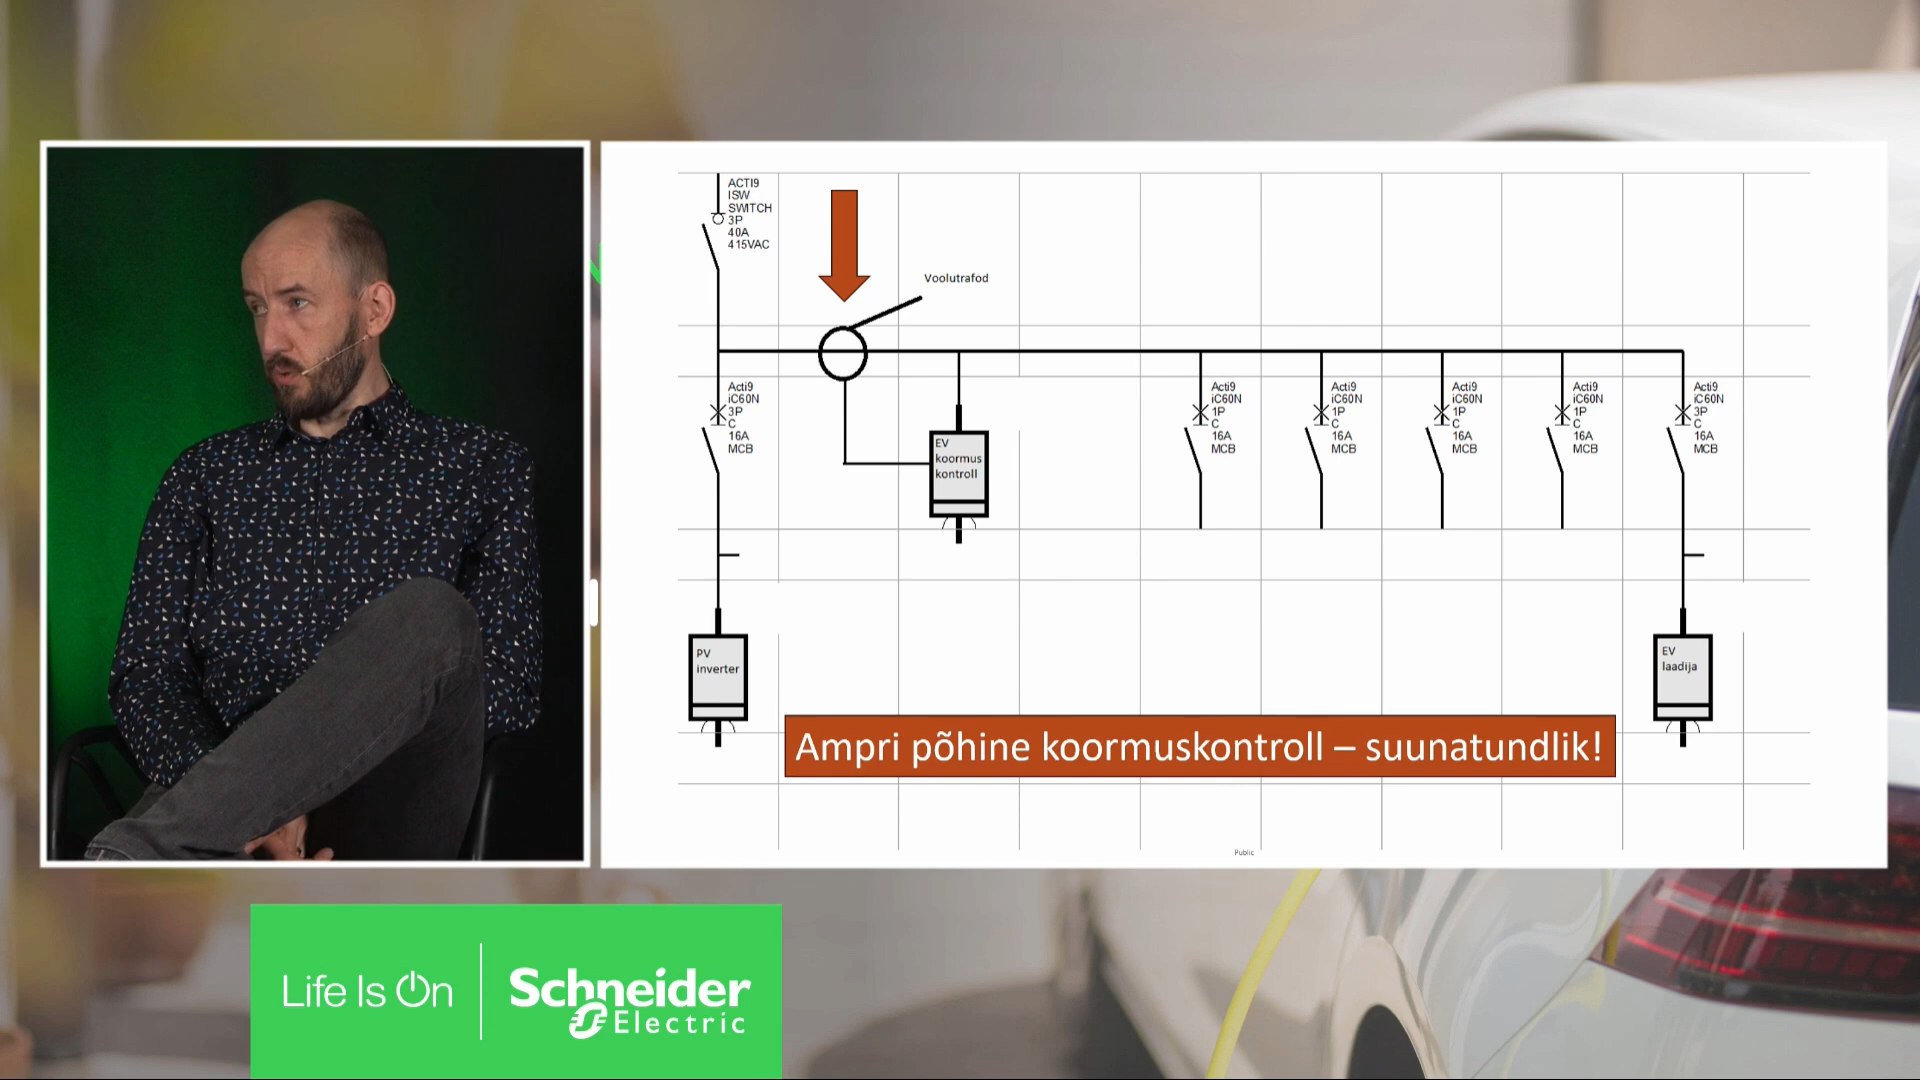 ACTI9
ISW
SWITCH
3P
40A
415VAC
Voolutrafod
Acti9
iC60N
3P
C
16A
MCB
EV
koormus
kontroll
Acti9
iC60N
1P
C
16A
MCB
Acti9
iC60N
1P
C
16A
MCB
Acti9
iC60N
1P
C
16A
MCB
Acti9
iC60N
1P
C
16A
MCB
Acti9
iC60N
3P
C
16A
MCB
PV
inverter
EV
laadija
Ampri põhine koormuskontroll – suunatundlik!
Public
Life Is On
Schneider
Electric